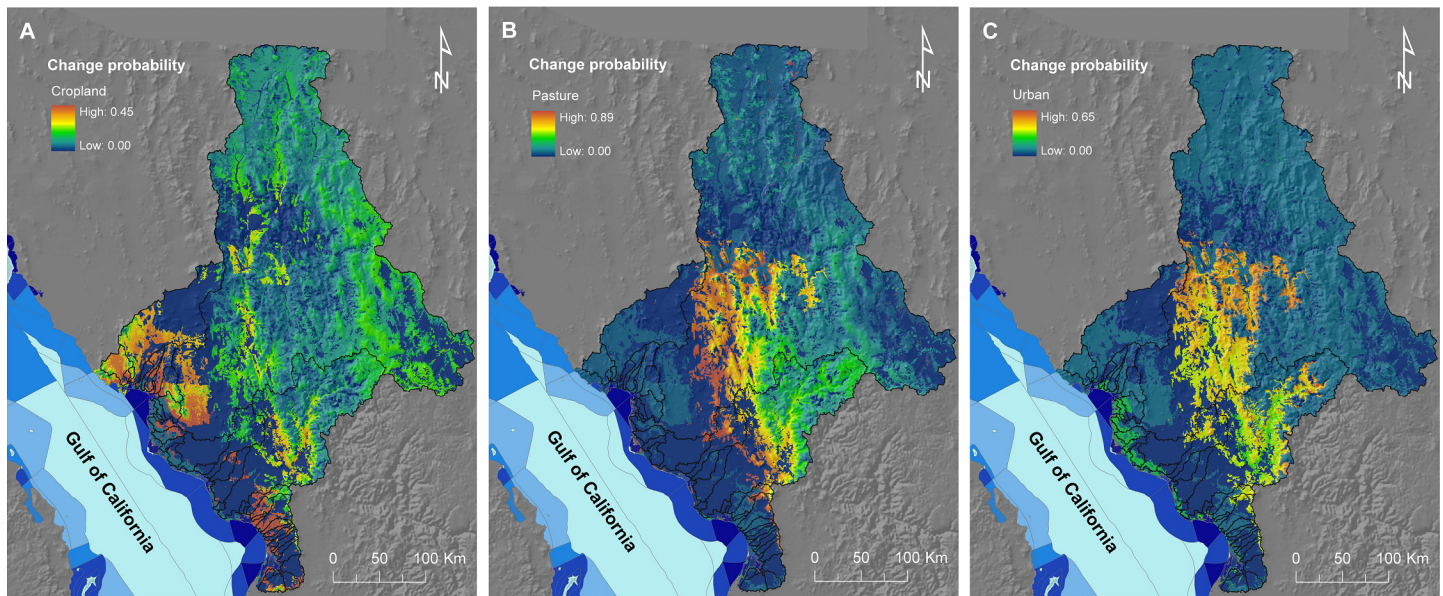 A
Change probability
Cropland
High: 0.45
Low: 0.00
N
Gulf of California
0 50 100 Km
B
Change probability
Pasture
High: 0.89
Low: 0.00
N
Gulf of California
0 50 100 Km
C
Change probability
Urban
High: 0.65
Low: 0.00
N
Gulf of California
0 50 100 Km